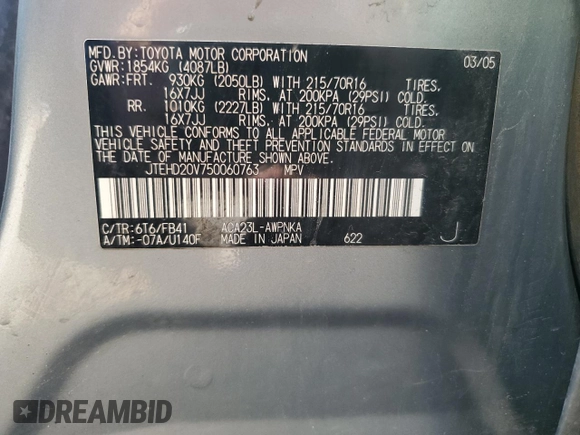 MFD. BY: TOYOTA MOTOR CORPORATION 03/05
GVWR: 1854KG (4087LB)
GAWR: FRT. 930KG (2050LB) WITH 215/70R16 TIRES.
16X7JJ RIMS. AT 200KPA (29PSI) COLD.
RR. 1010KG (2227LB) WITH 215/70R16 TIRES.
16X7JJ RIMS. AT 200KPA (29PSI) COLD.
THIS VEHICLE CONFORMS TO ALL APPLICABLE FEDERAL MOTOR
VEHICLE SAFETY AND THEFT PREVENTION STANDARDS IN EFFECT ON
THE DATE OF MANUFACTURE SHOWN ABOVE.
JTEHD20V750060763 MPV
C/TR: 6T6/FB41 ACA23L-AWPNKA
A/TM: -07A/U140F MADE IN JAPAN 622 J
DREAMBID